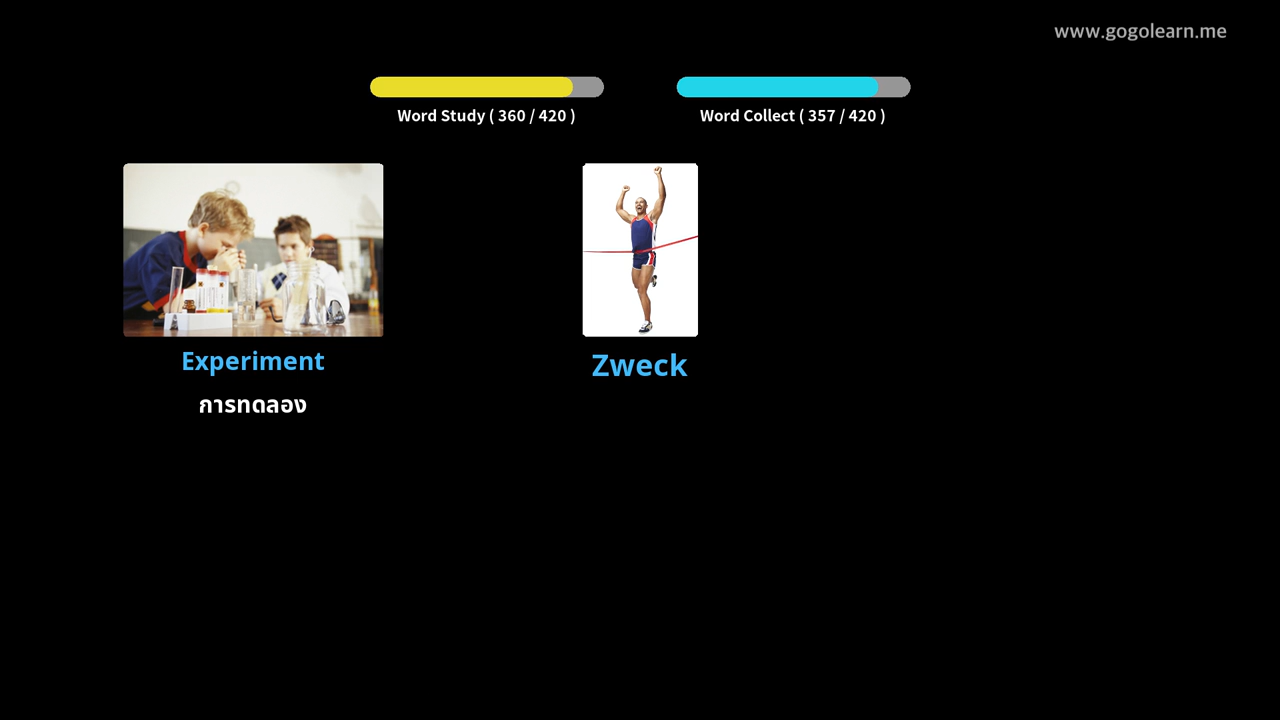 www.gogolearn.me
Word Study ( 360 / 420 )
Word Collect ( 357 / 420 )
Experiment
การทดลอง
Zweck